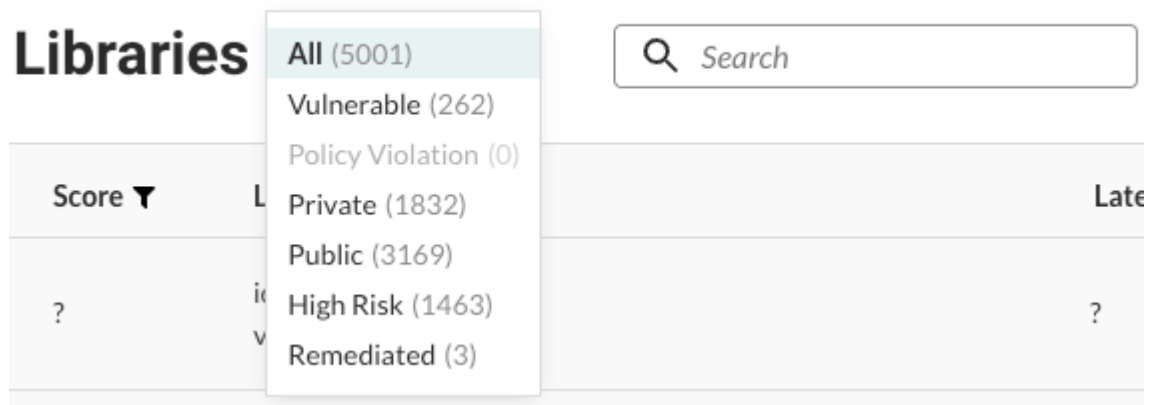 Libraries
All (5001)
Search
Vulnerable (262)
Policy Violation (0)
Score
Private (1832)
Public (3169)
?
High Risk (1463)
?
Remediated (3)